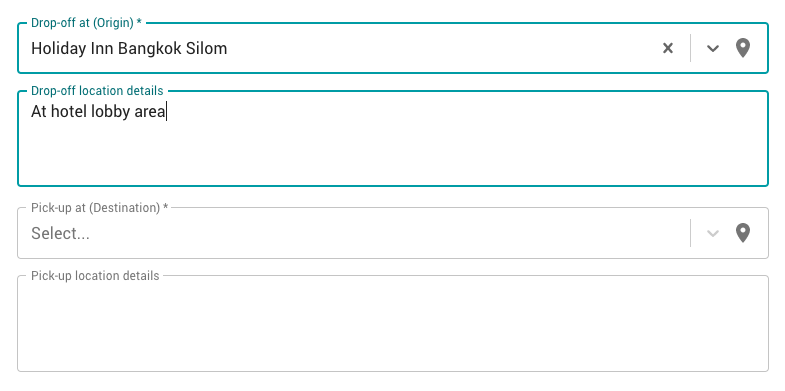 Drop-off at (Origin) *
Holiday Inn Bangkok Silom
Drop-off location details
At hotel lobby area
Pick-up at (Destination) *
Select...
Pick-up location details